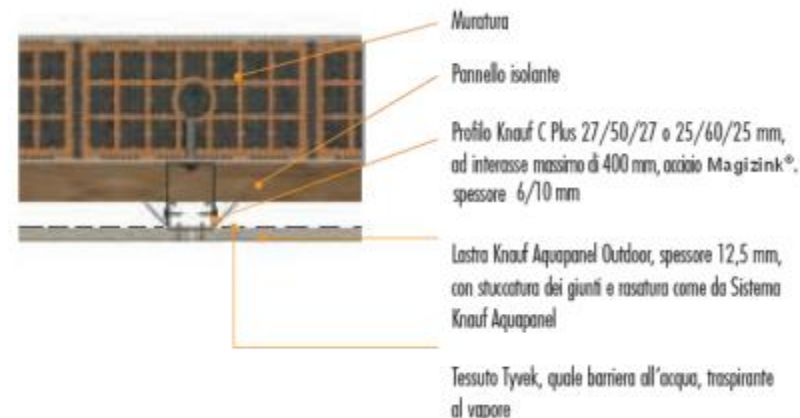 Muratura
Pannello isolante
Profilo Knauf C Plus 27/50/27 o 25/60/25 mm,
ad interasse massimo di 400 mm, acciaio Magizink®.
spessore 6/10 mm
Lastra Knauf Aquapanel Outdoor, spessore 12,5 mm,
con stuccatura dei giunti e rasatura come da Sistema
Knauf Aquapanel
Tessuto Tyvek, quale barriera all'acqua, traspirante
al vapore